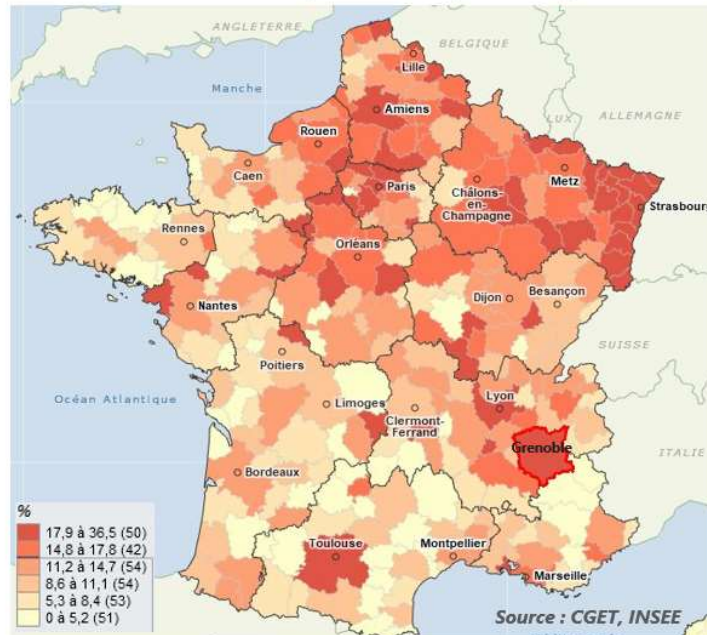 ANGLETERRE
BELGIQUE
Lille
Manche
LUX
ALLEMAGNE
Amiens
Rouen
Caen
Paris
Metz
Châlons-
en-
Champagne
Strasbourg
Rennes
Orléans
Nantes
Dijon
Besançon
Poitiers
SUISSE
Océan Atlantique
Limoges
Clermont-
Ferrand
Lyon
Grenoble
ITALIE
Bordeaux
%
17,9 à 36,5 (50)
14,8 à 17,8 (42)
11,2 à 14,7 (54)
8,6 à 11,1 (54)
5,3 à 8,4 (53)
0 à 5,2 (51)
Toulouse
Montpellier
Marseille
Source : CGET, INSEE